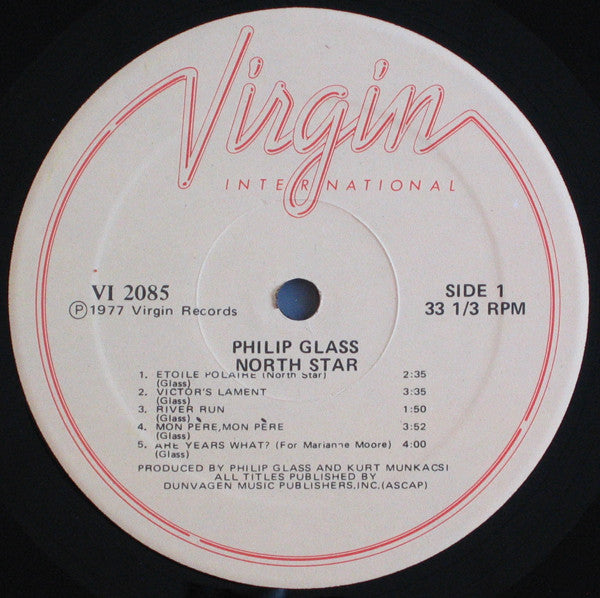 Virgin
INTERNATIONAL
VI 2085
SIDE 1
Ⓟ1977 Virgin Records
33 1/3 RPM
PHILIP GLASS
NORTH STAR
1. ETOILE POLAIRE (North Star) 2:35
(Glass)
2. VICTOR'S LAMENT 3:35
(Glass)
3. RIVER RUN 1:50
(Glass)
4. MON PÈRE,MON PÈRE 3:52
(Glass)
5. ARE YEARS WHAT? (For Marianne Moore) 4:00
(Glass)
PRODUCED BY PHILIP GLASS AND KURT MUNKACSI
ALL TITLES PUBLISHED BY
DUNVAGEN MUSIC PUBLISHERS,INC.(ASCAP)